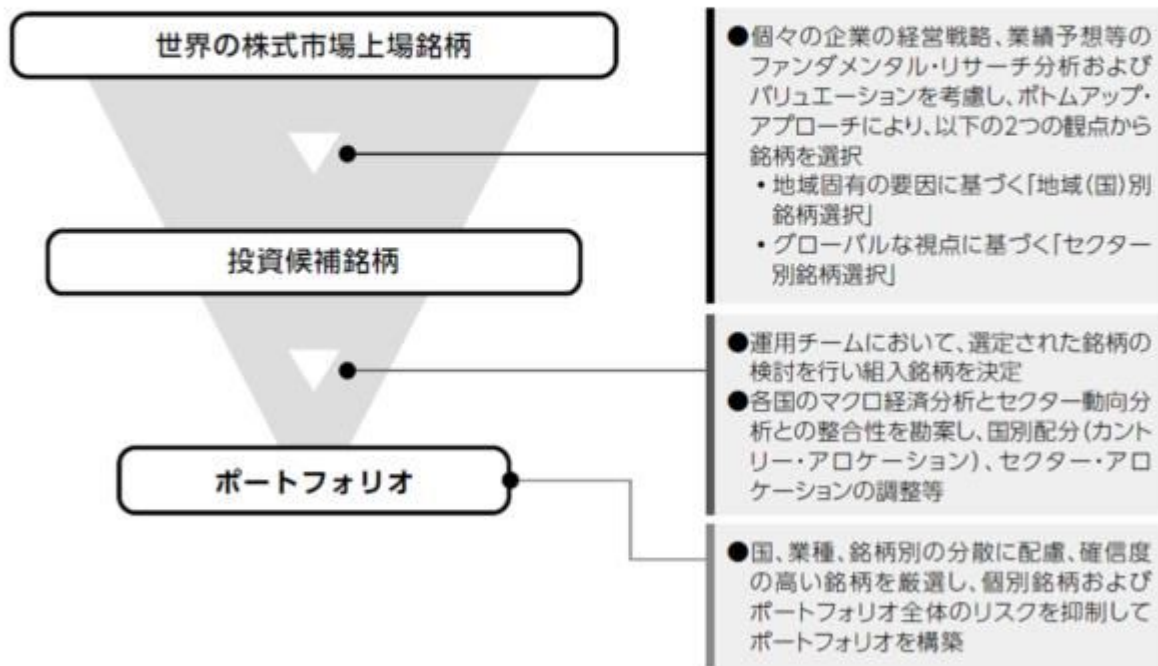 世界の株式市場上場銘柄
●個々の企業の経営戦略、業績予想等の
ファンダメンタル・リサーチ分析および
バリュエーションを考慮し、ボトムアップ・
アプローチにより、以下の2つの観点から
銘柄を選択
・地域固有の要因に基づく「地域(国)別
銘柄選択」
・グローバルな視点に基づく「セクター
別銘柄選択」
投資候補銘柄
●運用チームにおいて、選定された銘柄の
検討を行い組入銘柄を決定
●各国のマクロ経済分析とセクター動向分
析との整合性を勘案し、国別配分(カント
リー・アロケーション)、セクター・アロ
ケーションの調整等
ポートフォリオ
●国、業種、銘柄別の分散に配慮、確信度
の高い銘柄を厳選し、個別銘柄および
ポートフォリオ全体のリスクを抑制して
ポートフォリオを構築